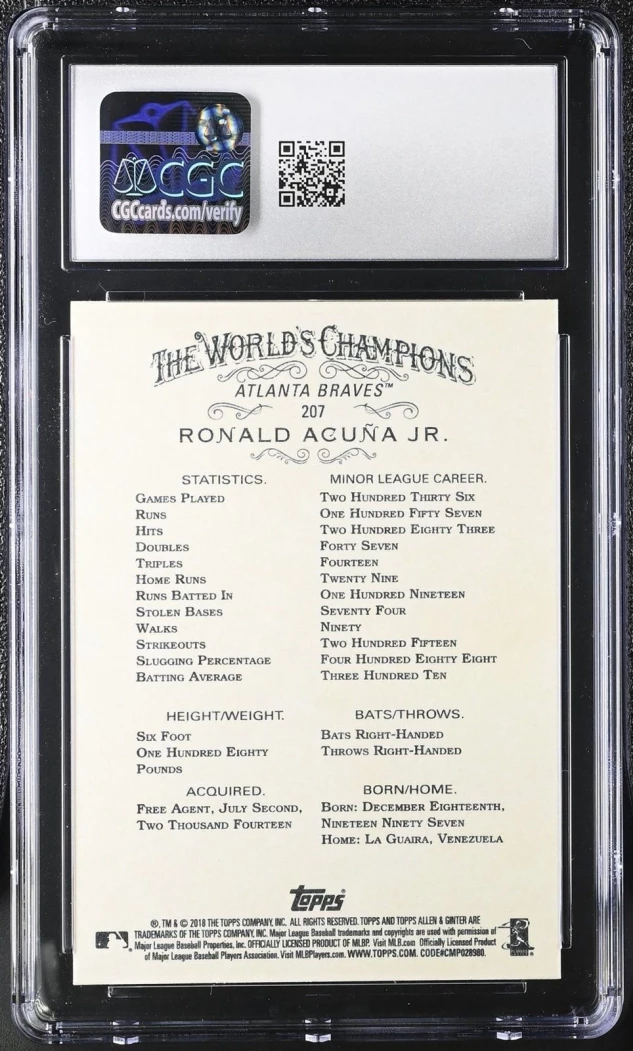 CGC
CGCcards.com/verify
THE WORLD'S CHAMPIONS
ATLANTA BRAVES™
207
RONALD ACUÑA JR.
STATISTICS. MINOR LEAGUE CAREER.
GAMES PLAYED TWO HUNDRED THIRTY SIX
RUNS ONE HUNDRED FIFTY SEVEN
HITS TWO HUNDRED EIGHTY THREE
DOUBLES FORTY SEVEN
TRIPLES FOURTEEN
HOME RUNS TWENTY NINE
RUNS BATTED IN ONE HUNDRED NINETEEN
STOLEN BASES SEVENTY FOUR
WALKS NINETY
STRIKEOUTS TWO HUNDRED FIFTEEN
SLUGGING PERCENTAGE FOUR HUNDRED EIGHTY EIGHT
BATTING AVERAGE THREE HUNDRED TEN
HEIGHT/WEIGHT. BATS/THROWS.
SIX FOOT BATS RIGHT-HANDED
ONE HUNDRED EIGHTY THROWS RIGHT-HANDED
POUNDS
ACQUIRED. BORN/HOME.
FREE AGENT, JULY SECOND, BORN: DECEMBER EIGHTEENTH,
TWO THOUSAND FOURTEEN NINETEEN NINETY SEVEN
HOME: LA GUAIRA, VENEZUELA
Topps®
®, TM & © 2018 THE TOPPS COMPANY, INC. ALL RIGHTS RESERVED. TOPPS AND TOPPS ALLEN & GINTER ARE
TRADEMARKS OF THE TOPPS COMPANY, INC. Major League Baseball trademarks and copyrights are used with permission of
Major League Baseball Properties, Inc. OFFICIALLY LICENSED PRODUCT OF MLBP. Visit MLB.com Officially Licensed Product
of Major League Baseball Players Association. Visit MLBPlayers.com. WWW.TOPPS.COM. CODE#CMP028980.